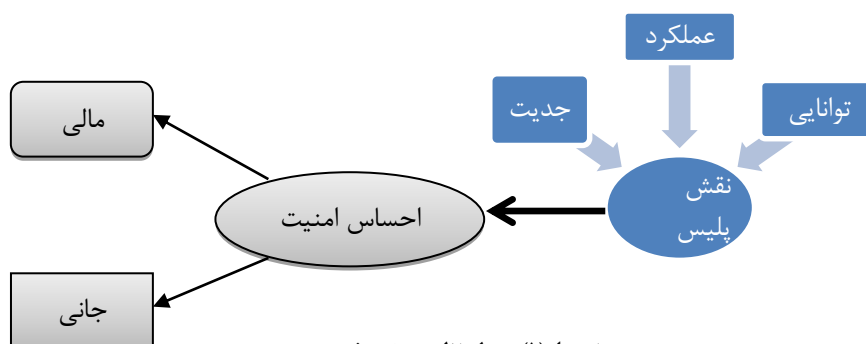 عملکرد
توانایی
جدیت
نقش
پلیس
احساس امنیت
مالی
جانی